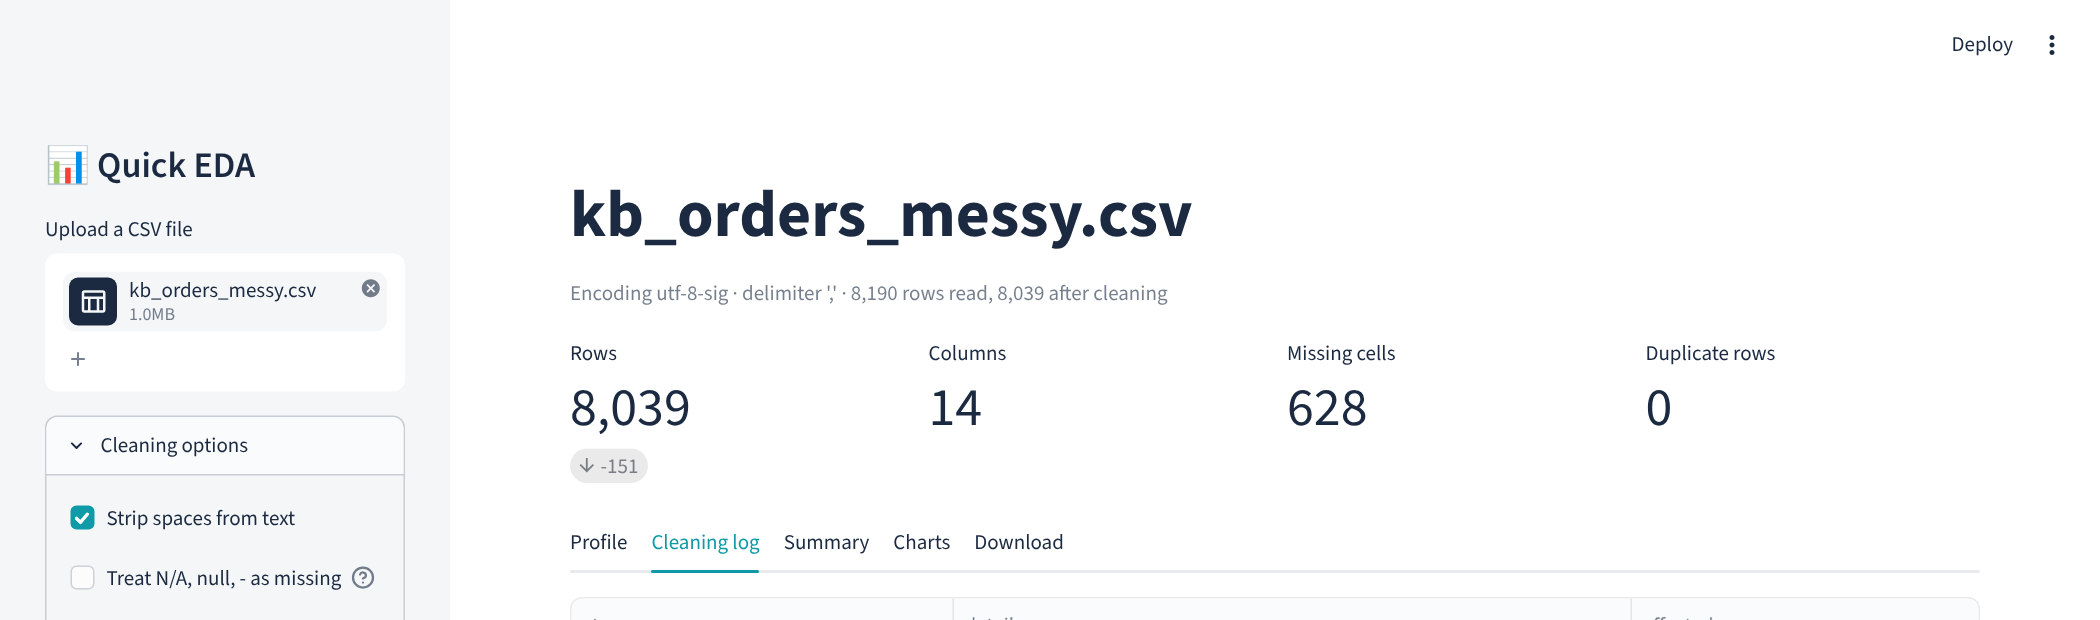 Deploy
Quick EDA
Upload a CSV file
kb_orders_messy.csv
1.0MB
Cleaning options
Strip spaces from text
Treat N/A, null, - as missing
kb_orders_messy.csv
Encoding utf-8-sig · delimiter ',' · 8,190 rows read, 8,039 after cleaning
Rows
8,039
-151
Columns
14
Missing cells
628
Duplicate rows
0
Profile Cleaning log Summary Charts Download